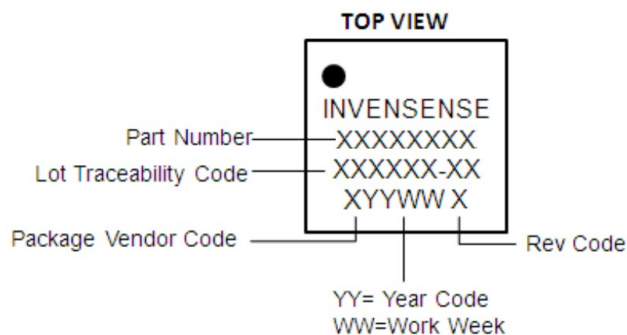 TOP VIEW
INVENSENSE
Part Number
XXXXXXXX
Lot Traceability Code
XXXXXX-XX
XYYWW X
Package Vendor Code
Rev Code
YY= Year Code
WW=Work Week